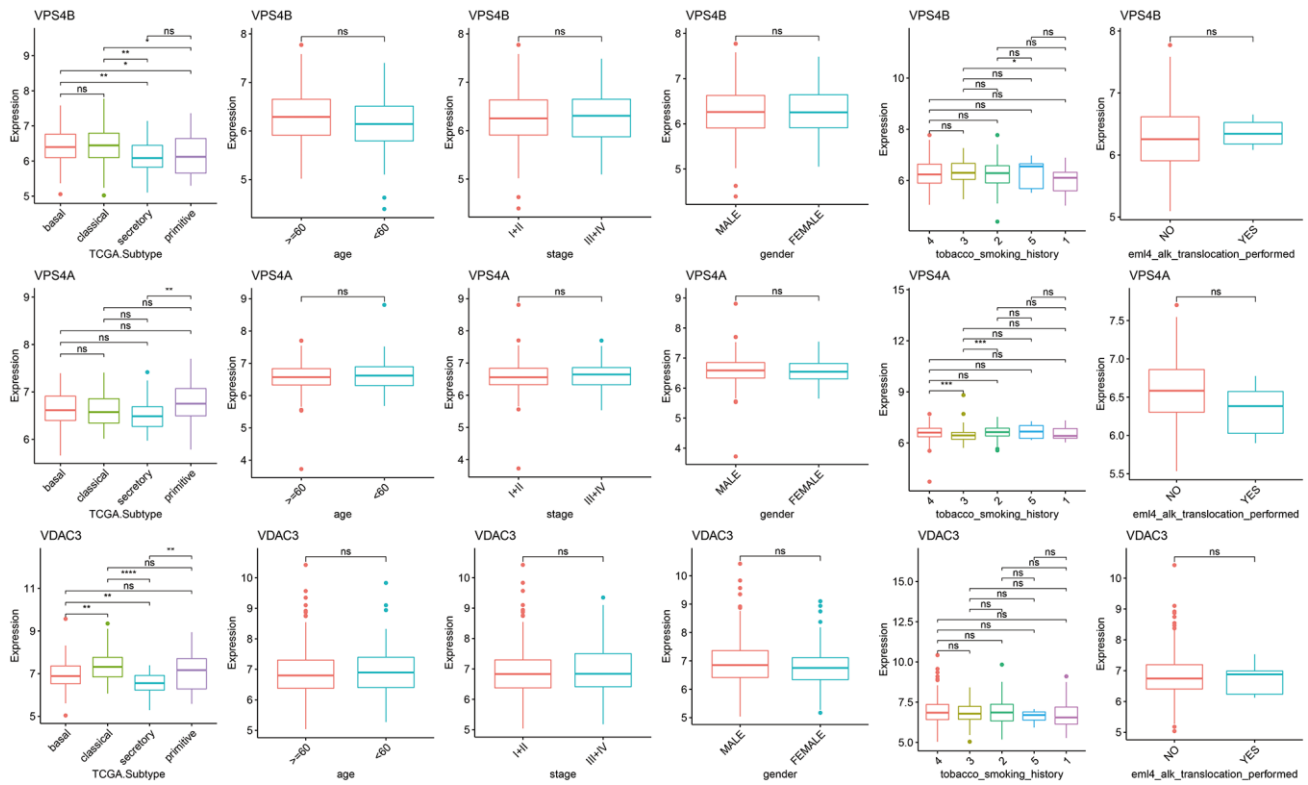 VPS4B
ns
*
**
*
**
ns
9
8
7
6
5
Expression
basal
classical
secretory
primitive
TCGA.Subtype
VPS4B
ns
8
7
6
5
Expression
>=60
<60
age
VPS4B
ns
8
7
6
5
Expression
I+II
III+IV
stage
VPS4B
ns
8
7
6
5
Expression
MALE
FEMALE
gender
VPS4B
ns
ns
ns
*
ns
ns
ns
ns
ns
ns
10
8
6
Expression
4
3
2
5
1
tobacco_smoking_history
VPS4B
ns
8
7
6
5
Expression
NO
YES
eml4_alk_translocation_performed
VPS4A
**
ns
ns
ns
ns
ns
9
8
7
6
Expression
basal
classical
secretory
primitive
TCGA.Subtype
VPS4A
ns
9
8
7
6
5
4
Expression
>=60
<60
age
VPS4A
ns
9
8
7
6
5
4
Expression
I+II
III+IV
stage
VPS4A
ns
9
8
7
6
5
4
Expression
MALE
FEMALE
gender
VPS4A
ns
ns
ns
ns
ns
***
ns
ns
ns
***
15
12
9
6
Expression
4
3
2
5
1
tobacco_smoking_history
VPS4A
ns
7.5
7.0
6.5
6.0
5.5
Expression
NO
YES
eml4_alk_translocation_performed
VDAC3
**
ns
****
ns
**
**
11
9
7
5
Expression
basal
classical
secretory
primitive
TCGA.Subtype
VDAC3
ns
10
9
8
7
6
5
Expression
>=60
<60
age
VDAC3
ns
10
9
8
7
6
5
Expression
I+II
III+IV
stage
VDAC3
ns
10
9
8
7
6
5
Expression
MALE
FEMALE
gender
VDAC3
ns
ns
ns
ns
ns
ns
ns
ns
ns
ns
15.0
12.5
10.0
7.5
5.0
Expression
4
3
2
5
1
tobacco_smoking_history
VDAC3
ns
10
9
8
7
6
5
Expression
NO
YES
eml4_alk_translocation_performed